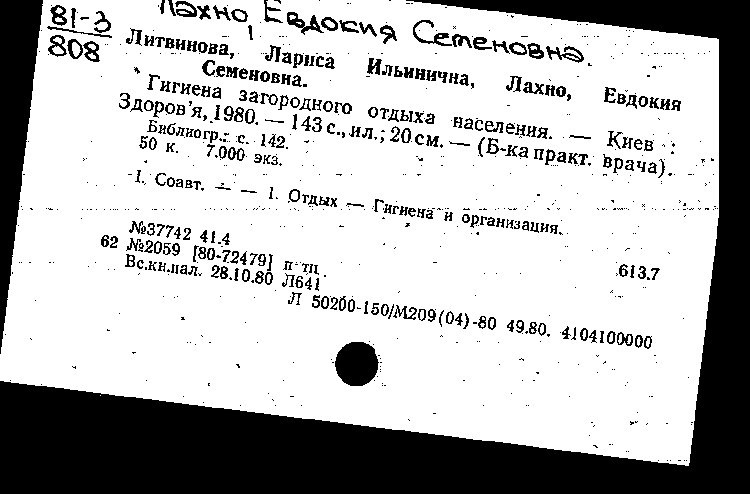 81-3
808
Лахно Евдокия Семеновна.
Литвинова, Лариса Ильинична, Лахно, Евдокия
Семеновна.
Гигиена загородного отдыха населения. — Киев :
Здоров'я, 1980. — 143 с., ил.; 20 см. — (Б-ка практ. врача).
Библиогр.: с. 142.
50 к. 7.000 экз.
I. Соавт. — — 1. Отдых — Гигиена и организация.
613.7
№37742 41.4
62 №2059 [80-72479] п тп
Вс.кн.пал. 28.10.80 Л641
Л 50200-150/М209(04)-80 49.80. 4104100000